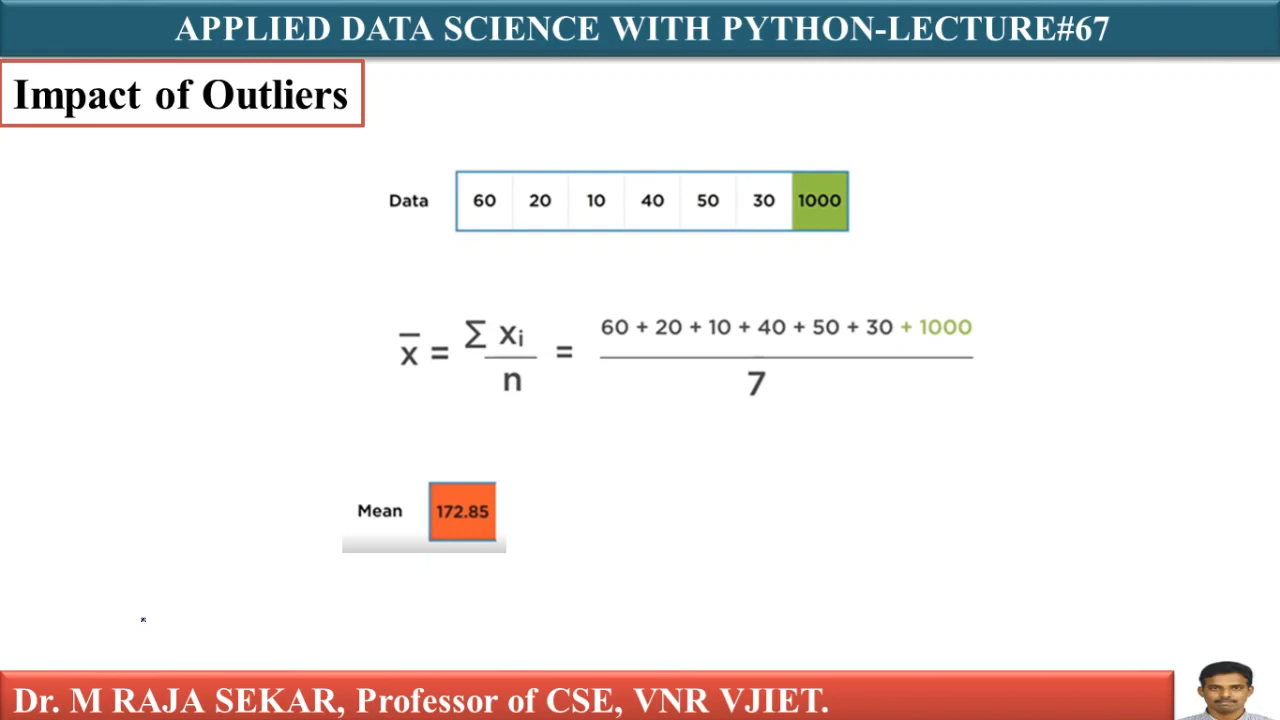 APPLIED DATA SCIENCE WITH PYTHON-LECTURE#67
Impact of Outliers
Data 60 20 10 40 50 30 1000
x̄ = ∑ xi / n = 60 + 20 + 10 + 40 + 50 + 30 + 1000 / 7
Mean 172.85
Dr. M RAJA SEKAR, Professor of CSE, VNR VJIET.